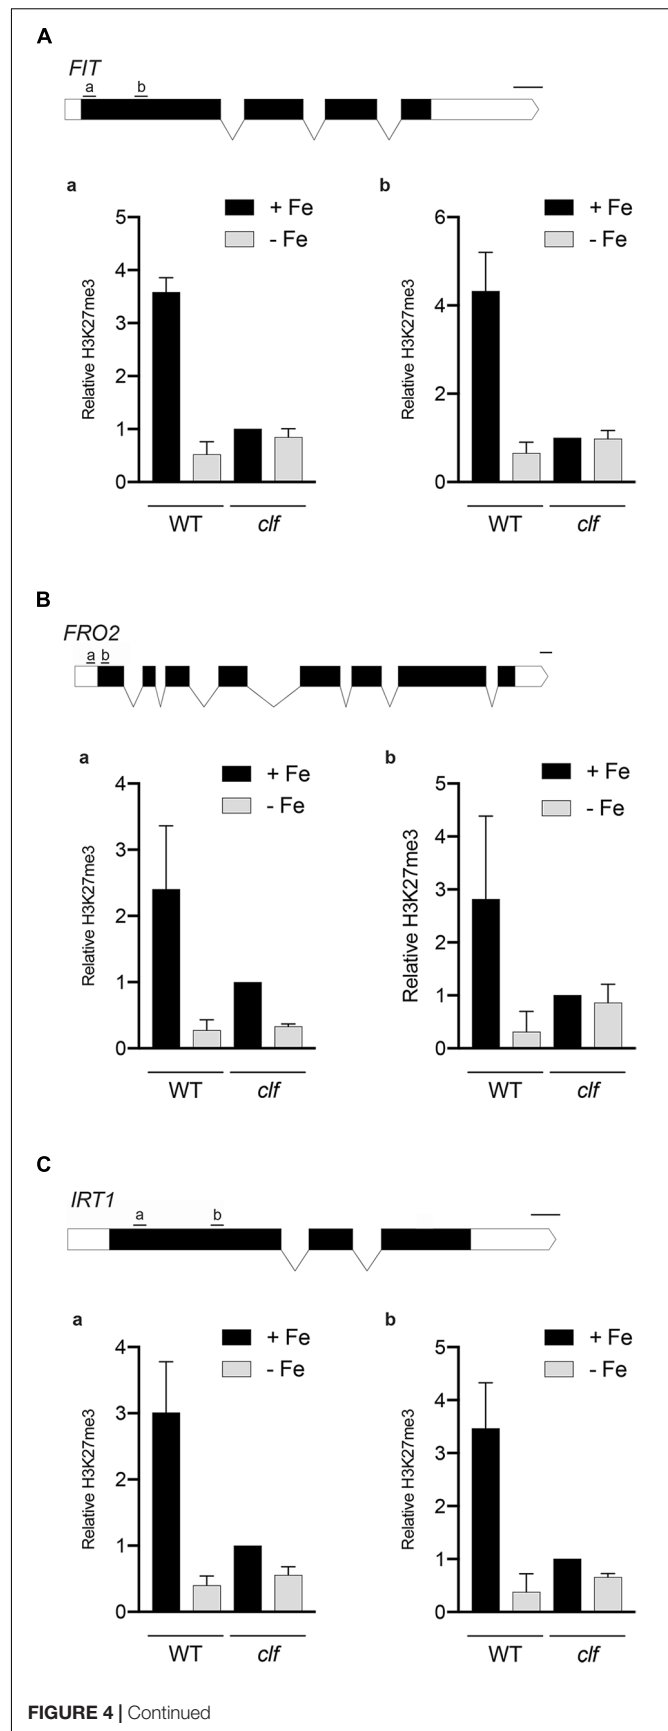 A
FIT
a b
a
+ Fe
- Fe
Relative H3K27me3
5
4
3
2
1
0
WT clf
b
+ Fe
- Fe
Relative H3K27me3
6
4
2
0
WT clf
B
FRO2
a b
a
+ Fe
- Fe
Relative H3K27me3
4
3
2
1
0
WT clf
b
+ Fe
- Fe
Relative H3K27me3
5
4
3
2
1
0
WT clf
C
IRT1
a b
a
+ Fe
- Fe
Relative H3K27me3
4
3
2
1
0
WT clf
b
+ Fe
- Fe
Relative H3K27me3
5
4
3
2
1
0
WT clf
FIGURE 4 | Continued